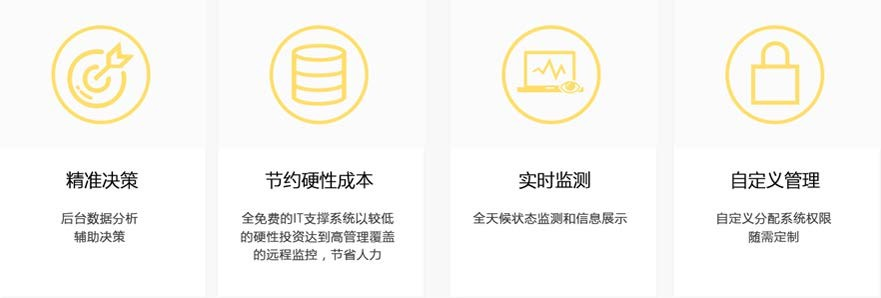 精准决策
后台数据分析
辅助决策
节约硬性成本
全免费的IT支撑系统以较低
的硬性投资达到高管理覆盖
的远程监控，节省人力
实时监测
全天候状态监测和信息展示
自定义管理
自定义分配系统权限
随需定制